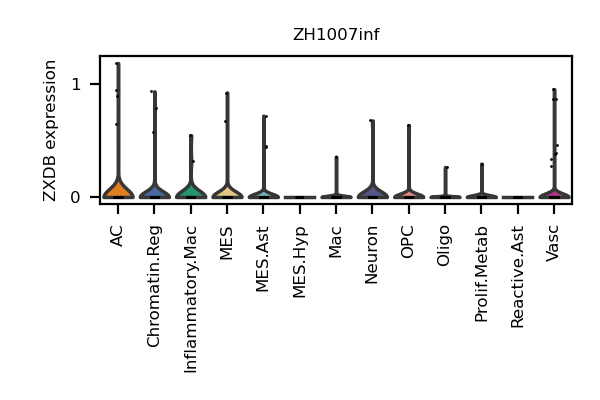 ZH1007inf
ZXDB expression
1
0
AC
Chromatin.Reg
Inflammatory.Mac
MES
MES.Ast
MES.Hyp
Mac
Neuron
OPC
Oligo
Prolif.Metab
Reactive.Ast
Vasc